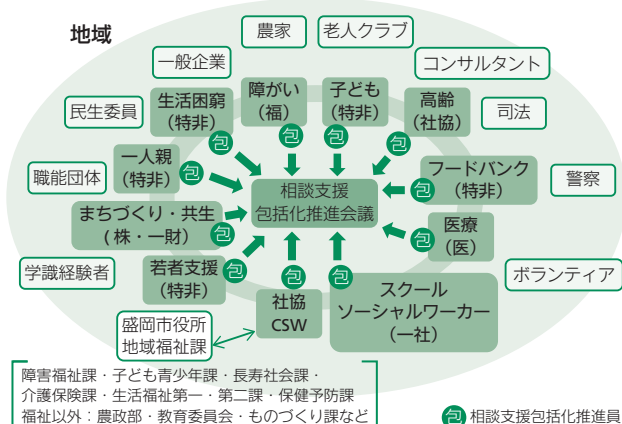 地域
農家
老人クラブ
一般企業
コンサルタント
民生委員
生活困窮
(特非)
障がい
(福)
子ども
(特非)
高齢
(社協)
司法
包
包
包
包
職能団体
一人親
(特非)
包
相談支援
包括化推進会議
包
フードバンク
(特非)
警察
まちづくり・共生
(株・一財)
包
包
医療
(医)
学識経験者
若者支援
(特非)
包
包
包
ボランティア
社協
CSW
スクール
ソーシャルワーカー
(一社)
盛岡市役所
地域福祉課
障害福祉課・子ども青少年課・長寿社会課・
介護保険課・生活福祉第一・第二課・保健予防課
福祉以外：農政部・教育委員会・ものづくり課など
包 相談支援包括化推進員